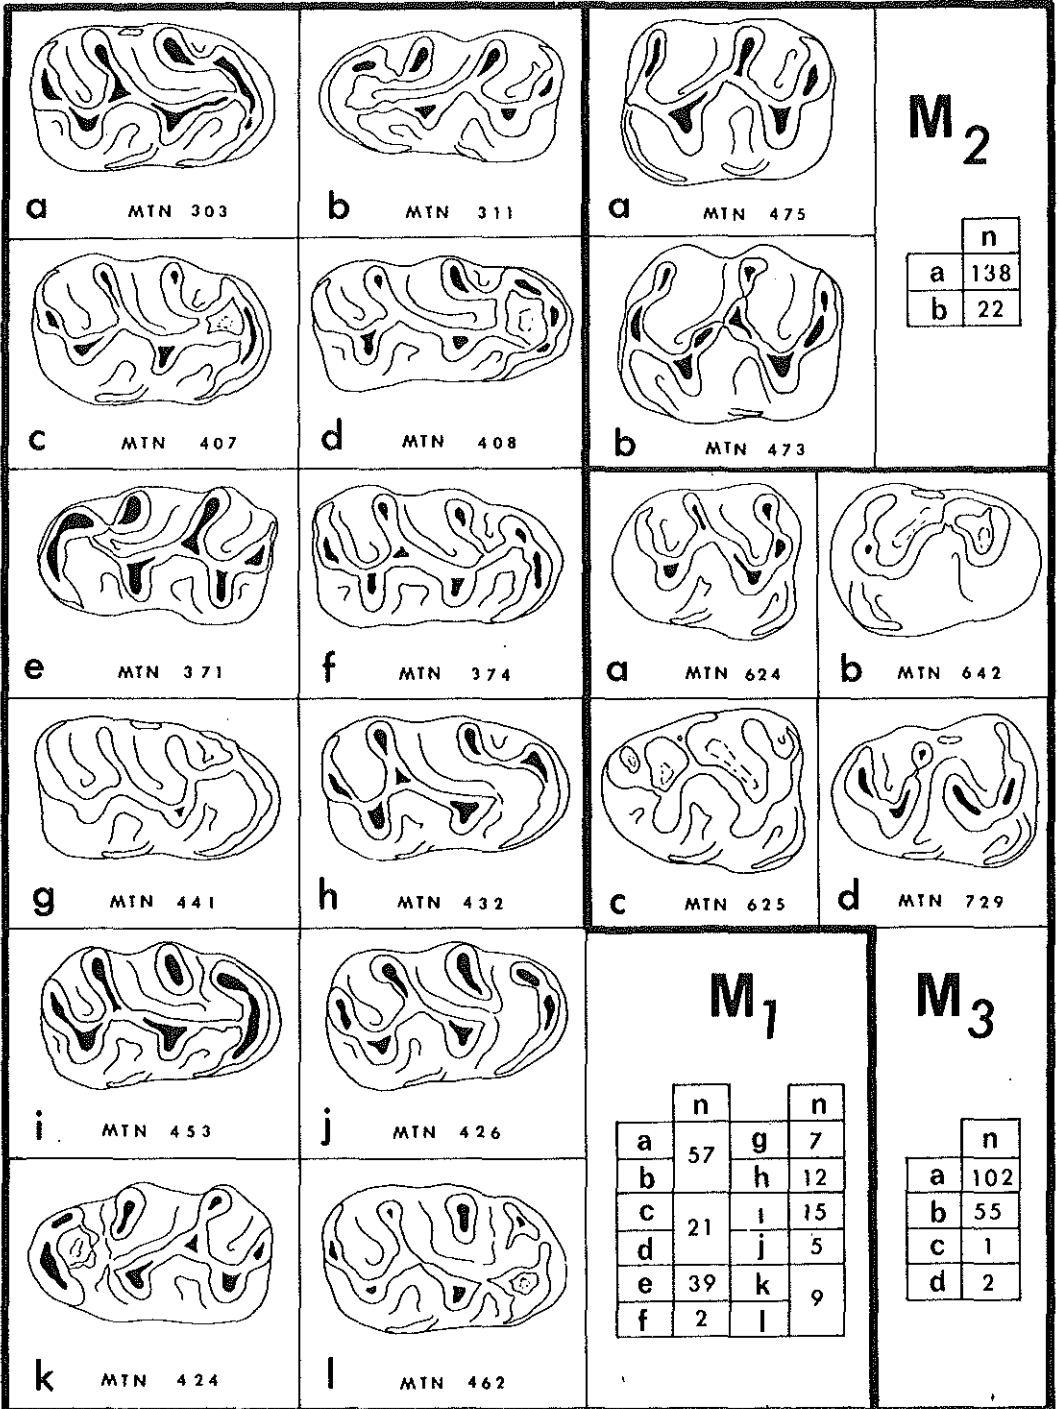 a MTN 303
b MTN 311
a MTN 475
M2
n
a 138
b 22
c MTN 407
d MTN 408
b MTN 473
e MTN 371
f MTN 374
a MTN 624
b MTN 642
g MTN 441
h MTN 432
c MTN 625
d MTN 729
i MTN 453
j MTN 426
M1
n n
a 57 g 7
b h 12
c 21 i 15
d j 5
e 39 k 9
f 2 l
M3
n
a 102
b 55
c 1
d 2
k MTN 424
l MTN 462